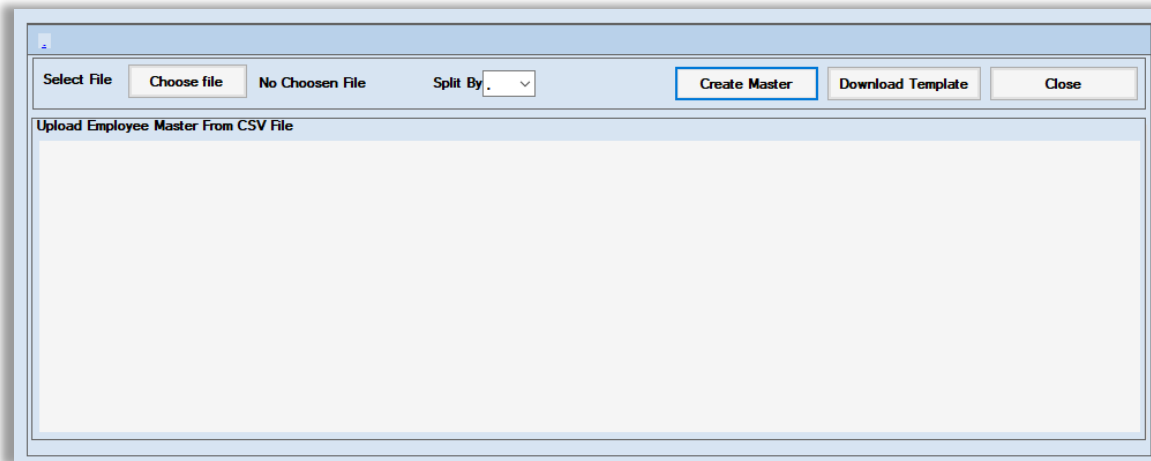 .
Select File Choose file No Choosen File Split By . Create Master Download Template Close
Upload Employee Master From CSV File